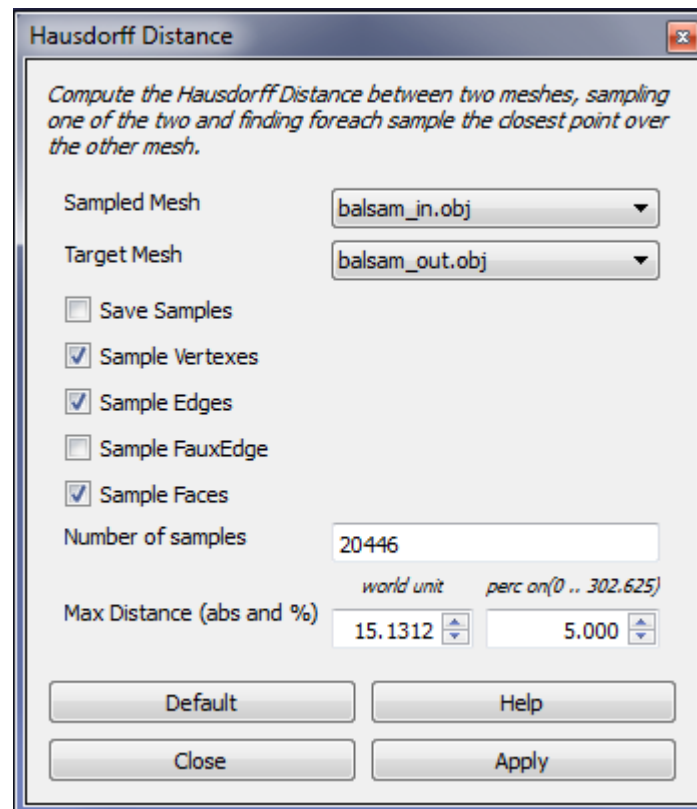 Hausdorff Distance
Compute the Hausdorff Distance between two meshes, sampling
one of the two and finding foreach sample the closest point over
the other mesh.
Sampled Mesh
balsam_in.obj
Target Mesh
balsam_out.obj
Save Samples
Sample Vertexes
Sample Edges
Sample FauxEdge
Sample Faces
Number of samples
20446
world unit perc on(0 .. 302.625)
Max Distance (abs and %)
15.1312 5.000
Default Help
Close Apply